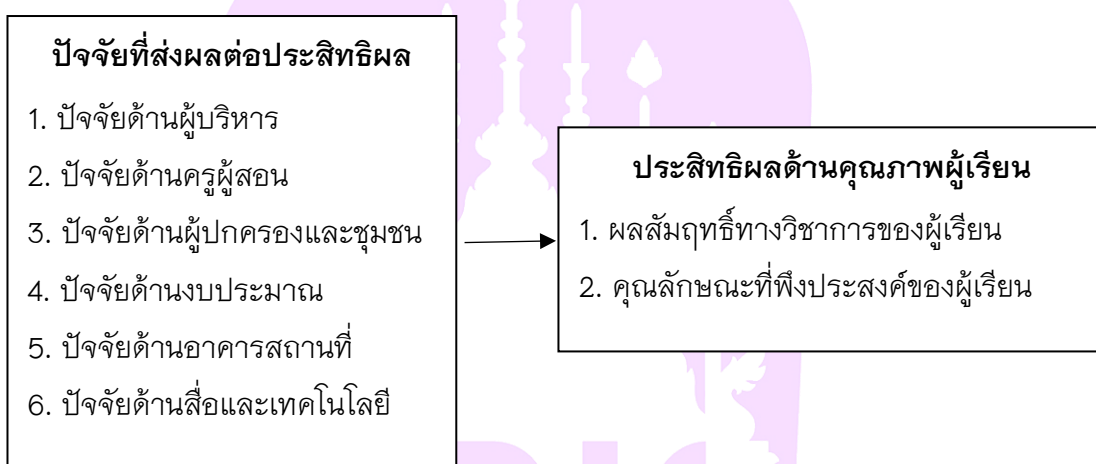 ปัจจัยที่ส่งผลต่อประสิทธิผล
1. ปัจจัยด้านผู้บริหาร
2. ปัจจัยด้านครูผู้สอน
3. ปัจจัยด้านผู้ปกครองและชุมชน
4. ปัจจัยด้านงบประมาณ
5. ปัจจัยด้านอาคารสถานที่
6. ปัจจัยด้านสื่อและเทคโนโลยี
ประสิทธิผลด้านคุณภาพผู้เรียน
1. ผลสัมฤทธิ์ทางวิชาการของผู้เรียน
2. คุณลักษณะที่พึงประสงค์ของผู้เรียน